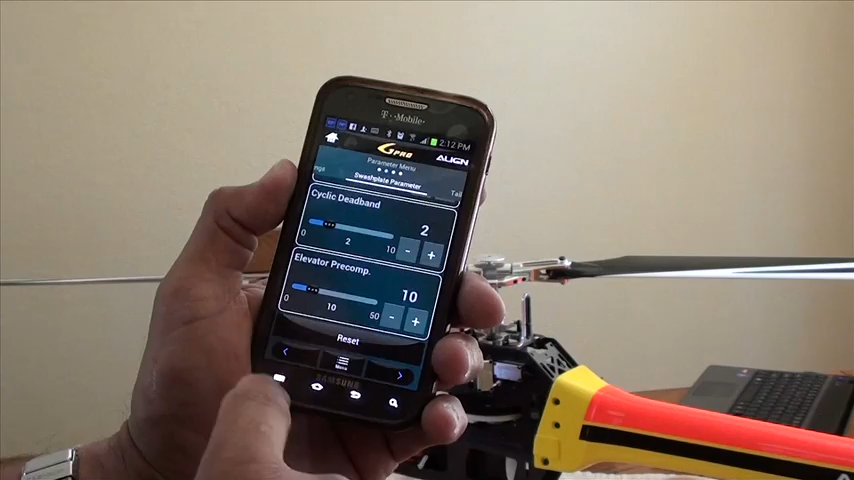 T··Mobile·
2:12 PM
GPRO ALIGN
Parameter Menu
ngs Swashplate Parameter Tail
Cyclic Deadband
2
0 2 10 - +
Elevator Precomp.
10
0 10 50 - +
Reset
< Menu >
SAMSUNG